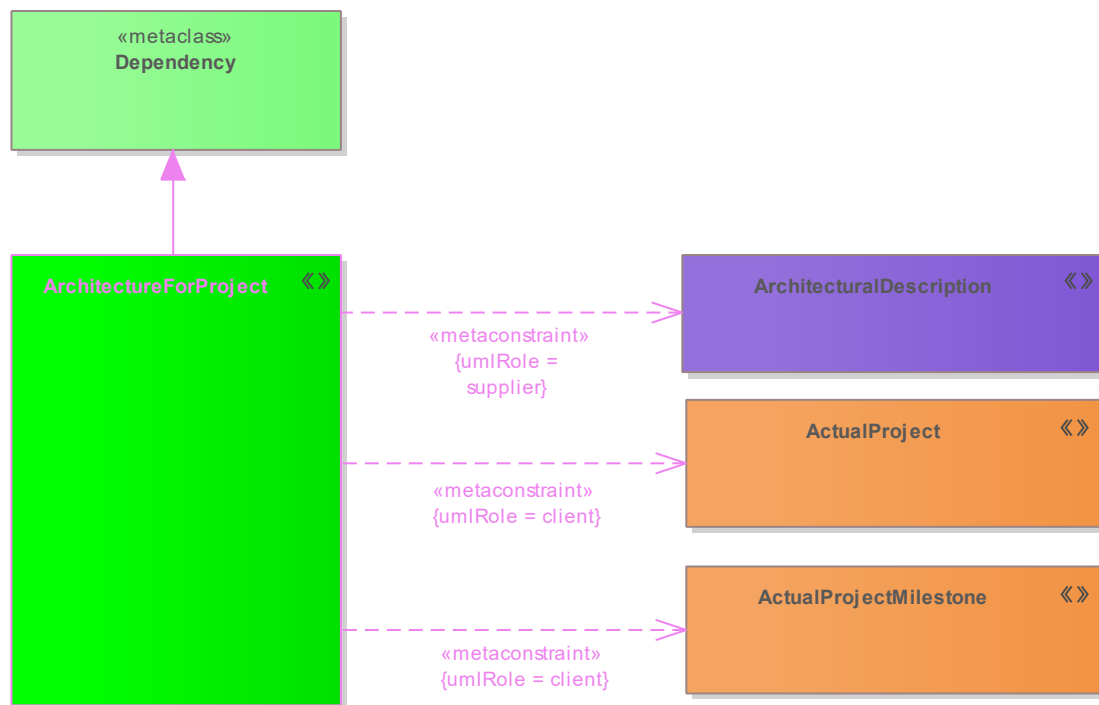 «metaclass»
Dependency
ArchitectureForProject «»
ArchitecturalDescription «»
«metaconstraint»
{umlRole =
supplier}
ActualProject «»
«metaconstraint»
{umlRole = client}
ActualProjectMilestone «»
«metaconstraint»
{umlRole = client}